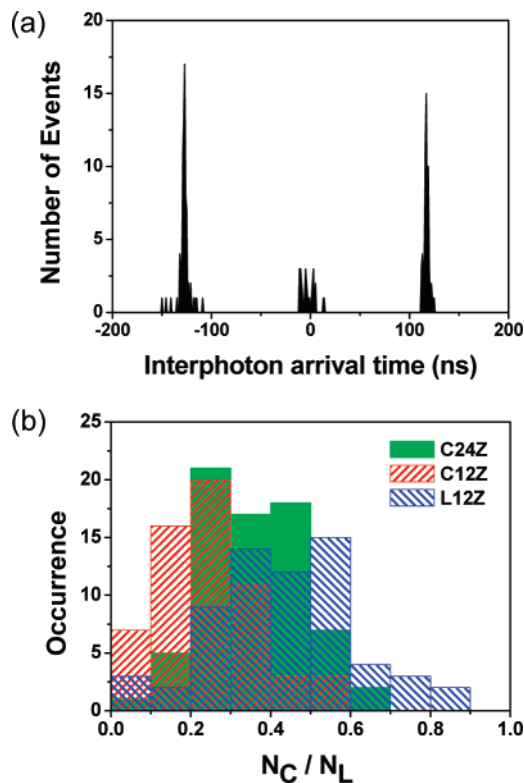 (a)
20
15
10
5
0
Number of Events
-200 -100 0 100 200
Interphoton arrival time (ns)
(b)
25
20
15
10
5
0
Occurrence
C24Z
C12Z
L12Z
0.0 0.2 0.4 0.6 0.8 1.0
NC / NL